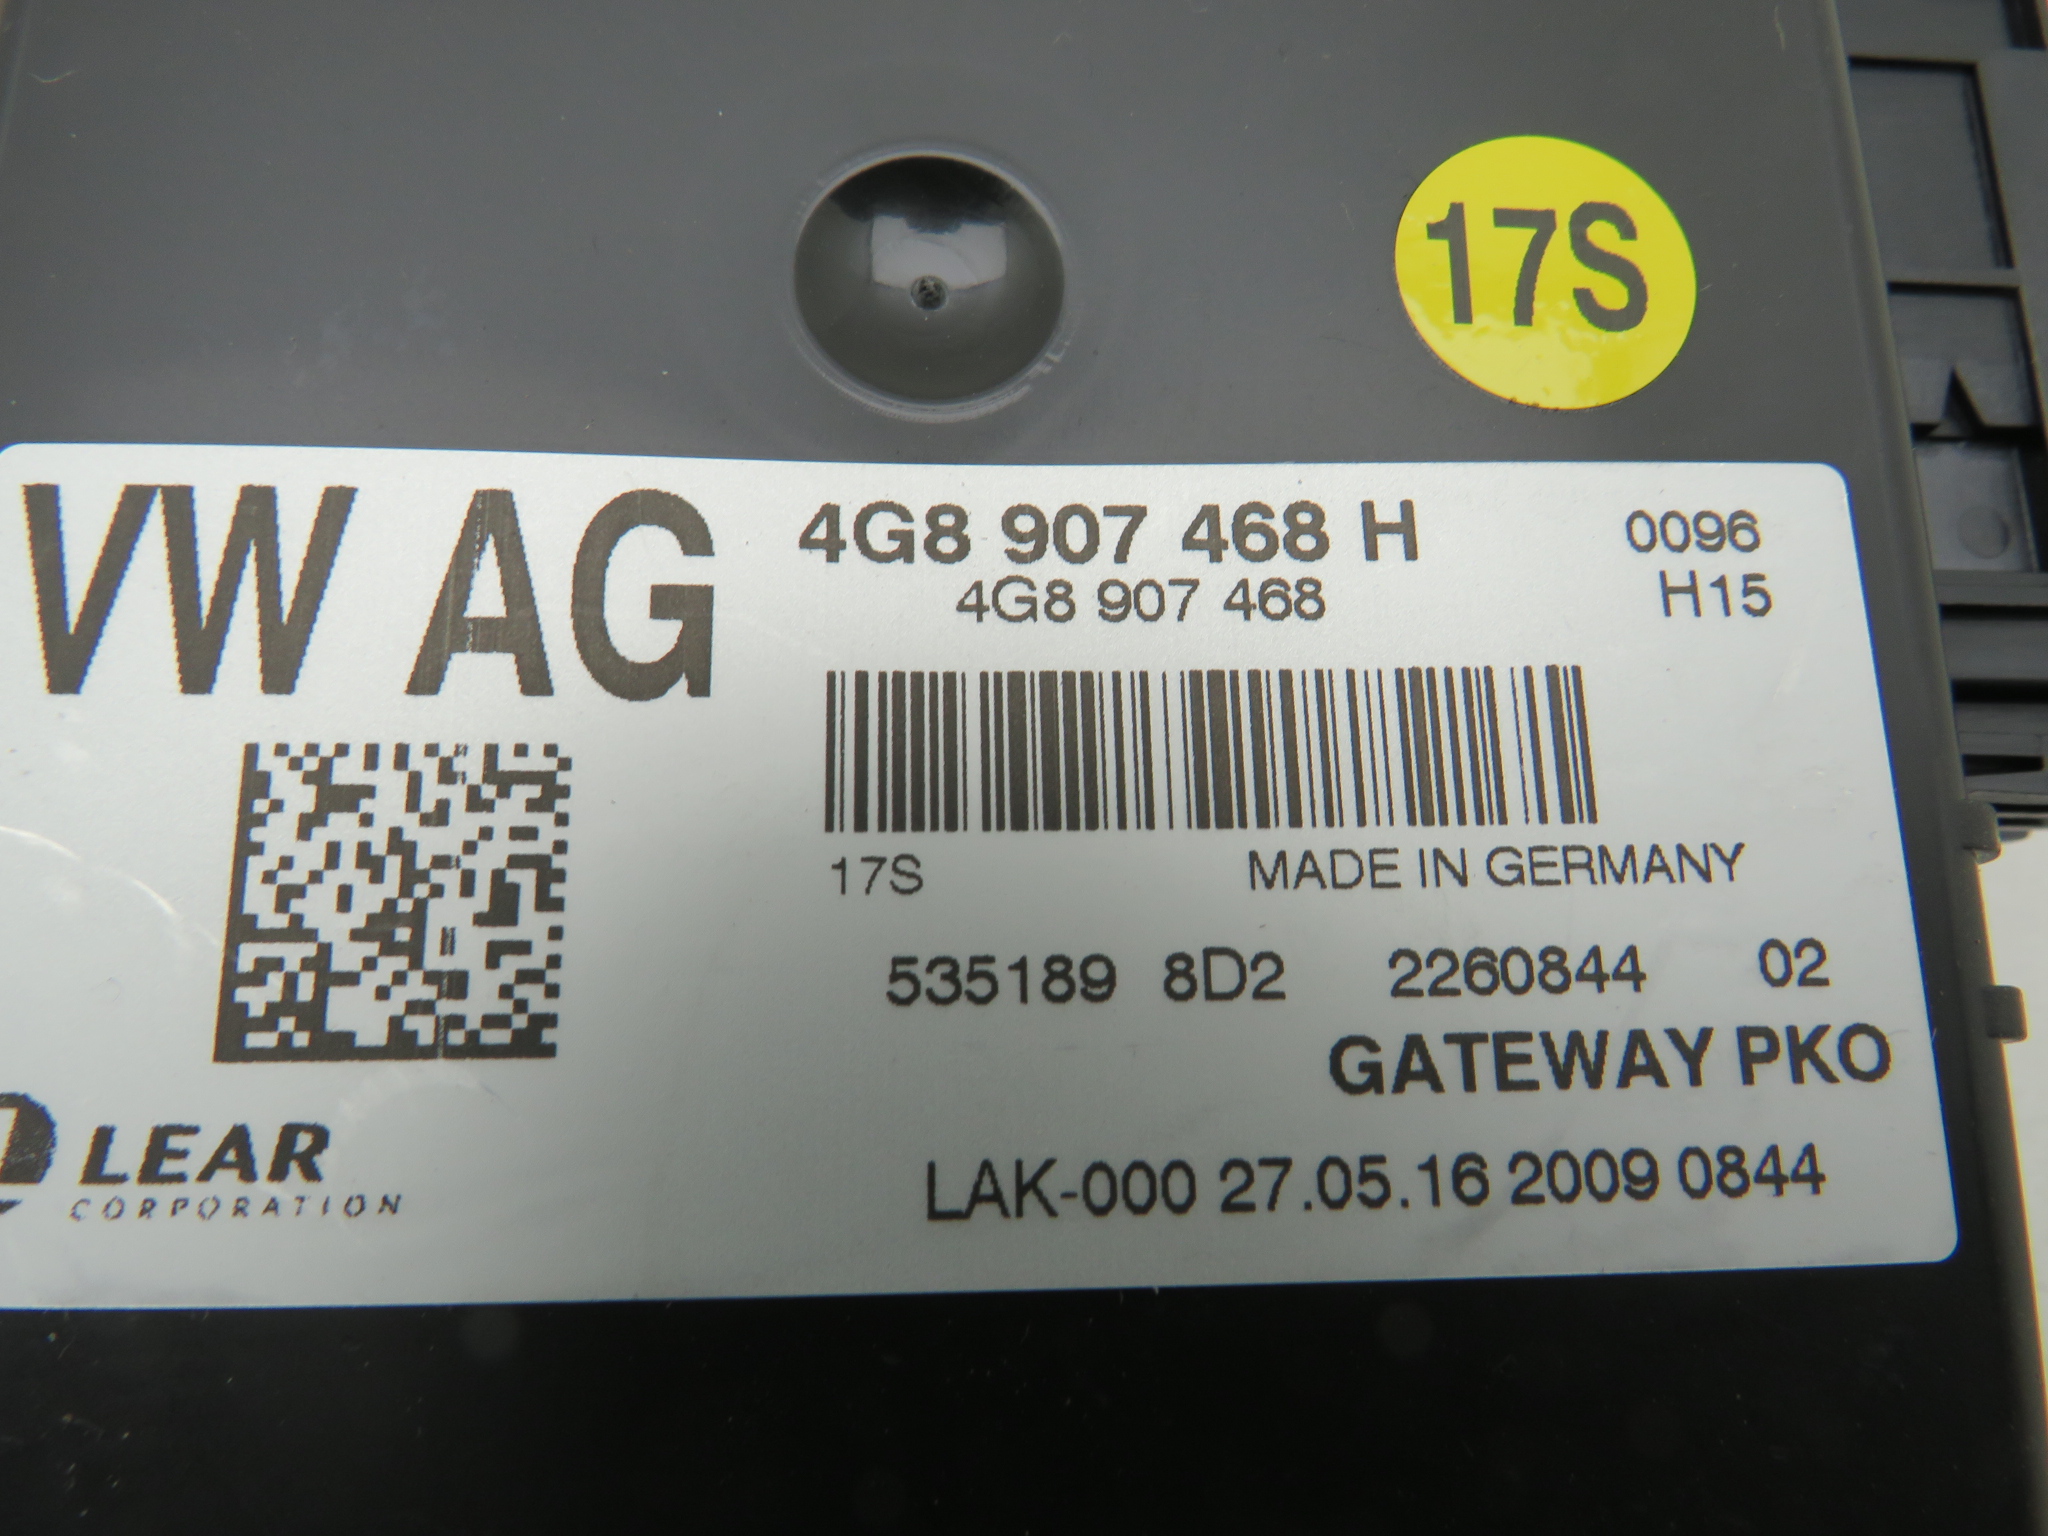 17S
VW AG
4G8 907 468 H
0096
4G8 907 468
H15
17S
MADE IN GERMANY
535189 8D2 2260844 02
GATEWAY PKO
LEAR
CORPORATION
LAK-000 27.05.16 2009 0844